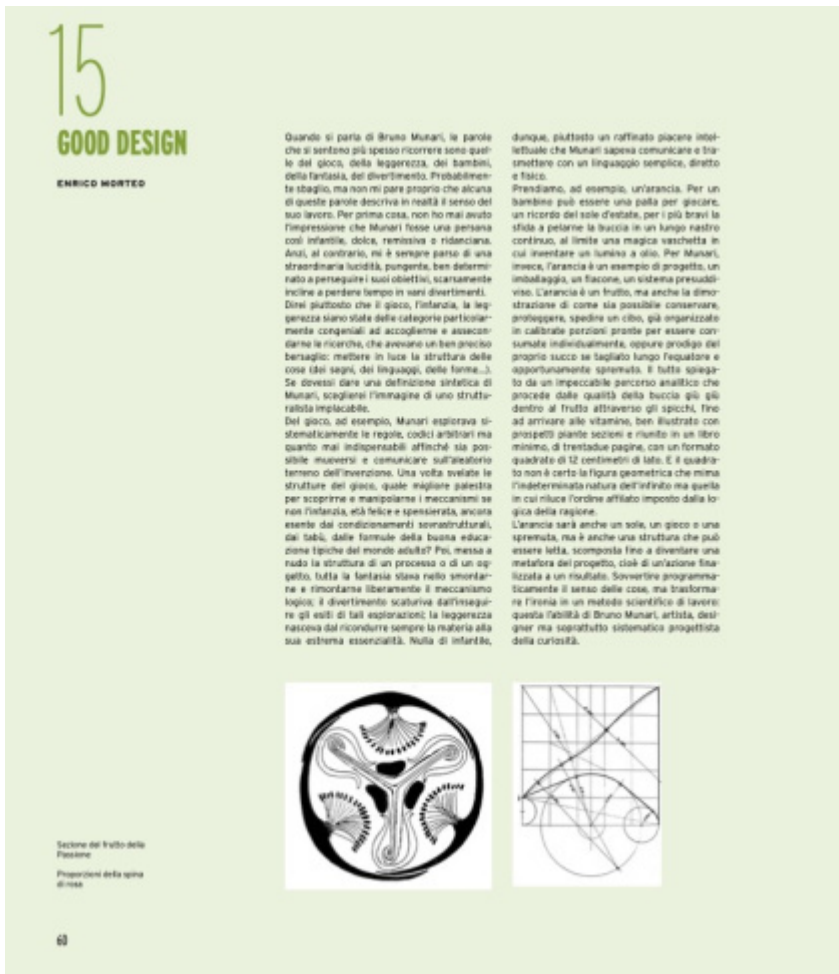 15
GOOD DESIGN
ENRICO MORTEO
Quando si parla di Bruno Munari, le parole
che si sentono più spesso ricorrere sono quel-
le del gioco, della leggerezza, dei bambini,
della fantasia, del divertimento. Probabilmen-
te sbaglio, ma non mi pare proprio che alcuna
di queste parole descriva in realtà il senso del
suo lavoro. Per prima cosa, non ho mai avuto
l'impressione che Munari fosse una persona
così infantile, dolce, remissiva o ridanciana.
Anzi, al contrario, mi è sempre parso di una
straordinaria lucidità, pungente, ben determi-
nato a perseguire i suoi obiettivi, scarsamente
incline a perdere tempo in vani divertimenti.
Direi piuttosto che il gioco, l'infanzia, la leg-
gerezza siano state delle categorie particolar-
mente congeniali ad accoglierne e assecon-
darne le ricerche, che avevano un ben preciso
bersaglio: mettere in luce la struttura delle
cose (dei segni, dei linguaggi, delle forme...).
Se dovessi dare una definizione sintetica di
Munari, sceglierei l'immagine di uno struttu-
ralista implacabile.
Del gioco, ad esempio, Munari esplorava si-
stematicamente le regole, codici arbitrari ma
quanto mai indispensabili affinché sia pos-
sibile muoversi e comunicare sull'aleatorio
terreno dell'invenzione. Una volta svelate le
strutture del gioco, quale migliore palestra
per scoprirne e manipolarne i meccanismi se
non l'infanzia, età felice e spensierata, ancora
esente dai condizionamenti sovrastrutturali,
dai tabù, dalle formule della buona educa-
zione tipiche del mondo adulto? Poi, messa a
nudo la struttura di un processo o di un og-
getto, tutta la fantasia stava nello smontar-
ne e rimontarne liberamente il meccanismo
logico; il divertimento scaturiva dall'insegui-
re gli esiti di tali esplorazioni; la leggerezza
nasceva dal ricondurre sempre la materia alla
sua estrema essenzialità. Nulla di infantile,
dunque, piuttosto un raffinato piacere intel-
lettuale che Munari sapeva comunicare e tra-
smettere con un linguaggio semplice, diretto
e fisico.
Prendiamo, ad esempio, un'arancia. Per un
bambino può essere una palla per giocare,
un ricordo del sole d'estate, per i più bravi la
sfida a pelarne la buccia in un lungo nastro
continuo, al limite una magica vaschetta in
cui inventare un lumino a olio. Per Munari,
invece, l'arancia è un esempio di progetto, un
imballaggio, un flacone, un sistema presuddi-
viso. L'arancia è un frutto, ma anche la dimo-
strazione di come sia possibile conservare,
proteggere, spedire un cibo, già organizzato
in calibrate porzioni pronte per essere con-
sumate individualmente, oppure prodigo del
proprio succo se tagliato lungo l'equatore e
opportunamente spremuto. Il tutto spiega-
to da un impeccabile percorso analitico che
procede dalle qualità della buccia giù giù
dentro al frutto attraverso gli spicchi, fino
ad arrivare alle vitamine, ben illustrato con
prospetti piante sezioni e riunito in un libro
minimo, di trentadue pagine, con un formato
quadrato di 12 centimetri di lato. E il quadra-
to non è certo la figura geometrica che mima
l'indeterminata natura dell'infinito ma quella
in cui riluce l'ordine affilato imposto dalla lo-
gica della ragione.
L'arancia sarà anche un sole, un gioco o una
spremuta, ma è anche una struttura che può
essere letta, scomposta fino a diventare una
metafora del progetto, cioè di un'azione fina-
lizzata a un risultato. Sovvertire programma-
ticamente il senso delle cose, ma trasforma-
re l'ironia in un metodo scientifico di lavoro:
questa l'abilità di Bruno Munari, artista, desi-
gner ma soprattutto sistematico progettista
della curiosità.
Sezione del frutto della
Passione
Proporzioni della spina
di rosa
60